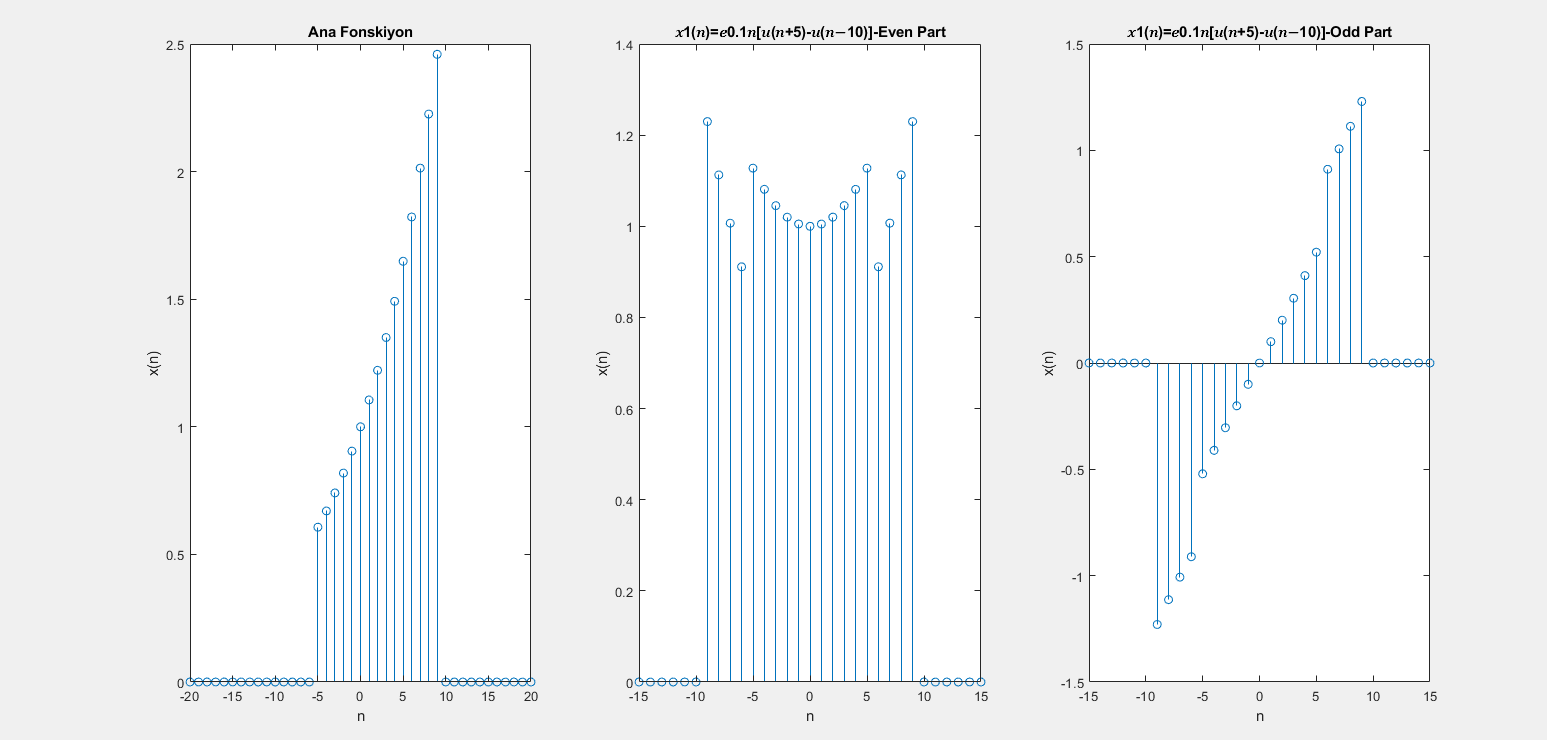 Ana Fonskiyon
2.5
2
1.5
1
0.5
0
x(n)
-20 -15 -10 -5 0 5 10 15 20
n
𝑥1(𝑛)=𝑒0.1𝑛[𝑢(𝑛+5)-𝑢(𝑛−10)]-Even Part
1.4
1.2
1
0.8
0.6
0.4
0.2
0
x(n)
-15 -10 -5 0 5 10 15
n
𝑥1(𝑛)=𝑒0.1𝑛[𝑢(𝑛+5)-𝑢(𝑛−10)]-Odd Part
1.5
1
0.5
0
-0.5
-1
-1.5
x(n)
-15 -10 -5 0 5 10 15
n